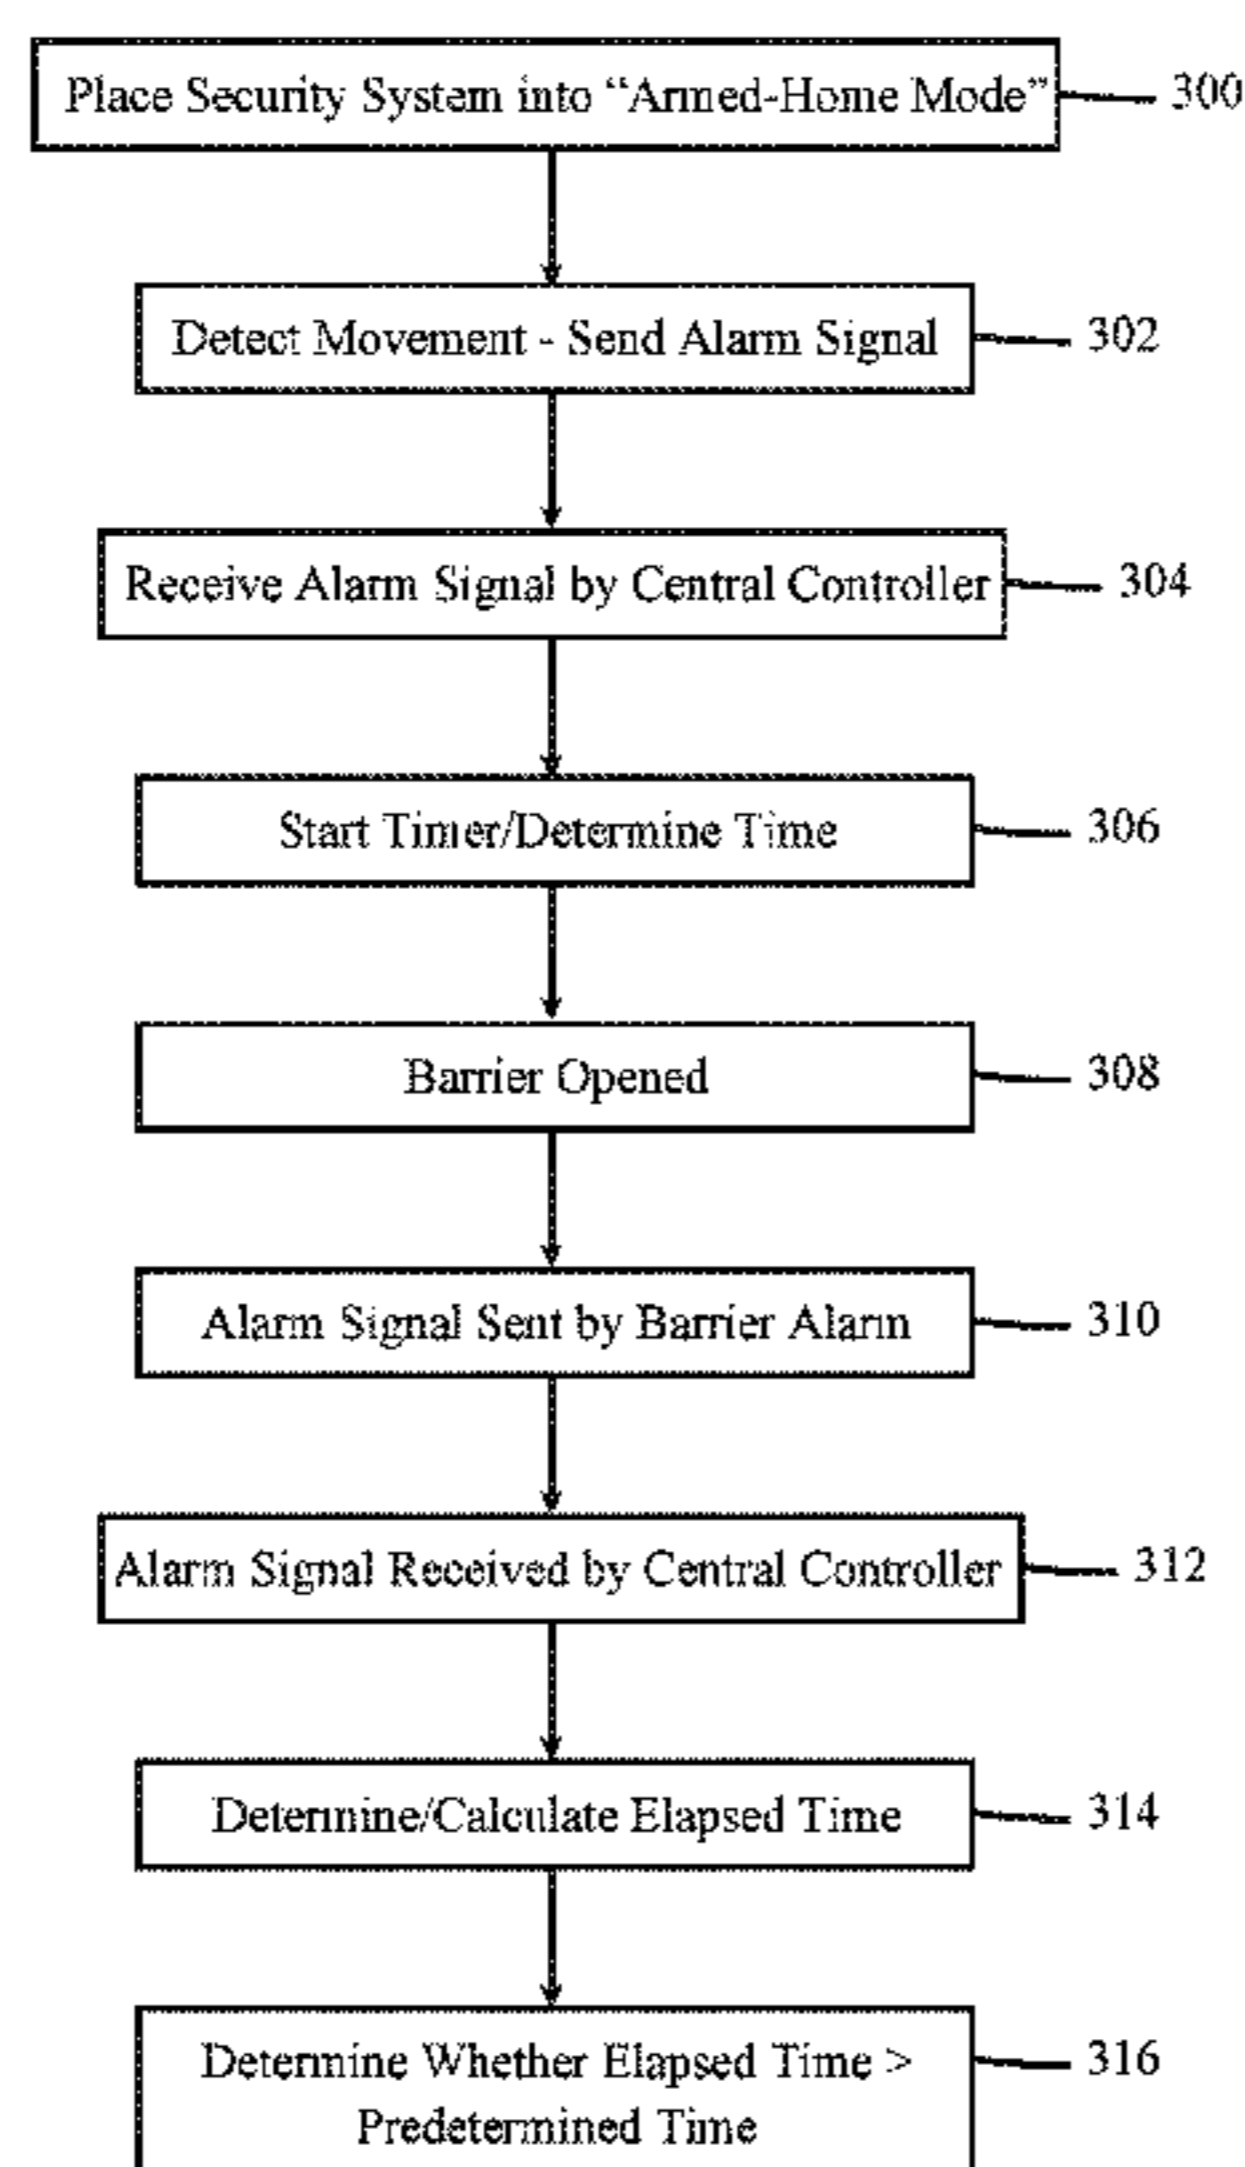 Place Security System into “Armed-Home Mode” 300
Detect Movement - Send Alarm Signal 302
Receive Alarm Signal by Central Controller 304
Start Timer/Determine Time 306
Barrier Opened 308
Alarm Signal Sent by Barrier Alarm 310
Alarm Signal Received by Central Controller 312
Determine/Calculate Elapsed Time 314
Determine Whether Elapsed Time > 316
Predetermined Time